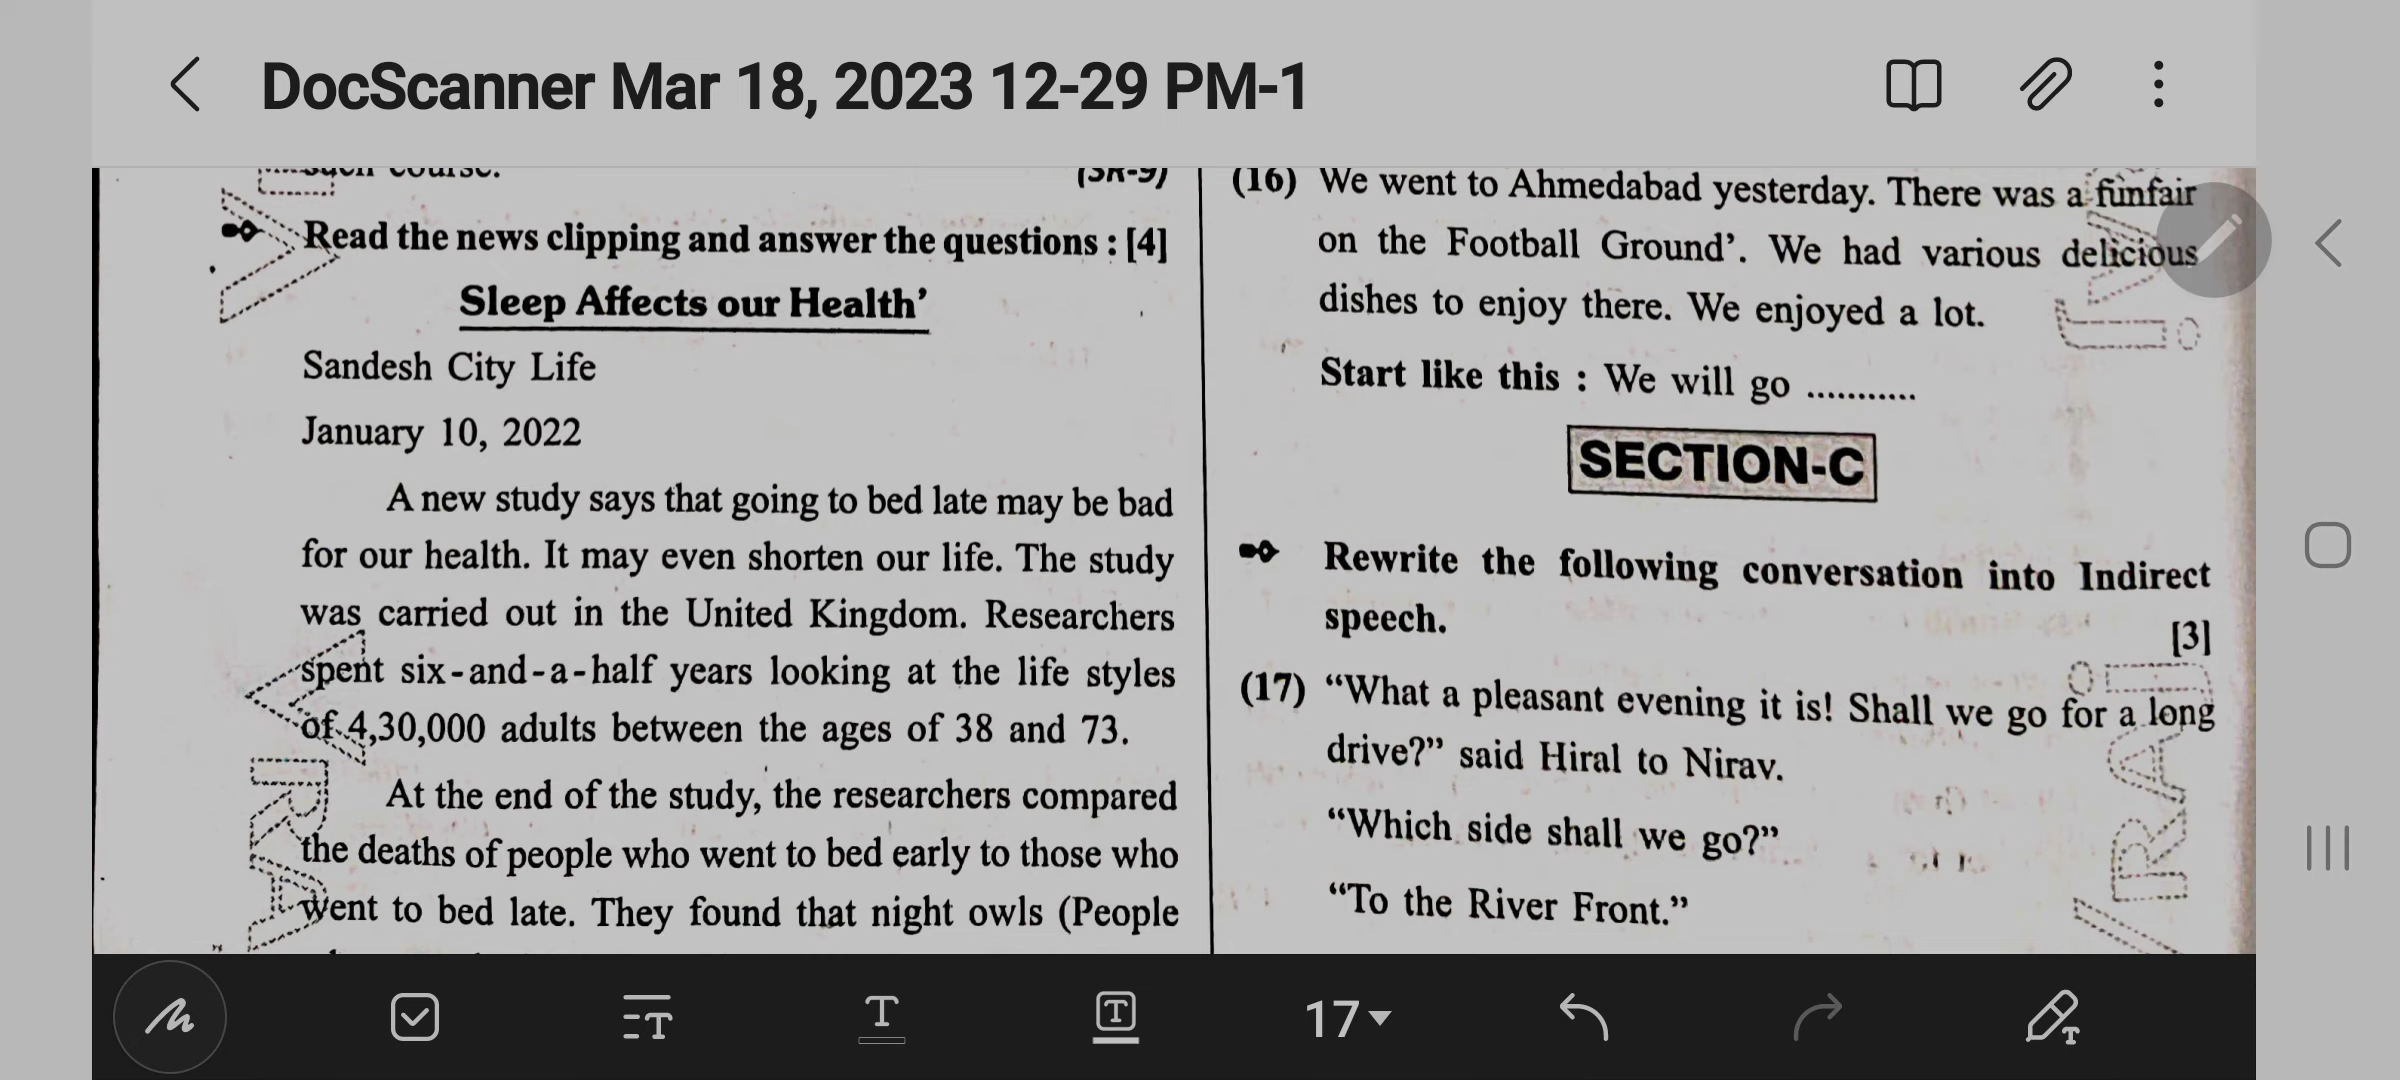 DocScanner Mar 18, 2023 12-29 PM-1
such course.
(SR-9)
Read the news clipping and answer the questions : [4]
Sleep Affects our Health’
Sandesh City Life
January 10, 2022
A new study says that going to bed late may be bad
for our health. It may even shorten our life. The study
was carried out in the United Kingdom. Researchers
spent six-and-a-half years looking at the life styles
of 4,30,000 adults between the ages of 38 and 73.
At the end of the study, the researchers compared
the deaths of people who went to bed early to those who
went to bed late. They found that night owls (People
(16) We went to Ahmedabad yesterday. There was a funfair
on the Football Ground’. We had various delicious
dishes to enjoy there. We enjoyed a lot.
Start like this : We will go ...........
SECTION-C
Rewrite the following conversation into Indirect
speech. [3]
(17) “What a pleasant evening it is! Shall we go for a long
drive?” said Hiral to Nirav.
“Which side shall we go?”
“To the River Front.”
17